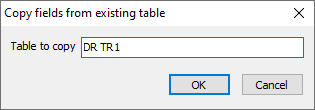 Copy fields from existing table
Table to copy DR TR1
OK Cancel